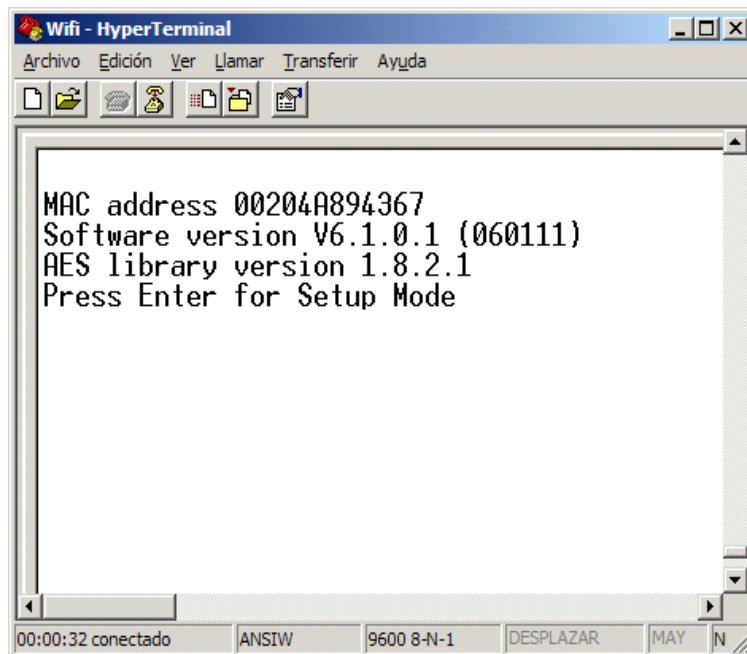 Wifi - HyperTerminal
Archivo Edición Ver Llamar Transferir Ayuda
MAC address 00204A894367
Software version V6.1.0.1 (060111)
AES library version 1.8.2.1
Press Enter for Setup Mode
00:00:32 conectado ANSIW 9600 8-N-1 DESPLAZAR MAY N